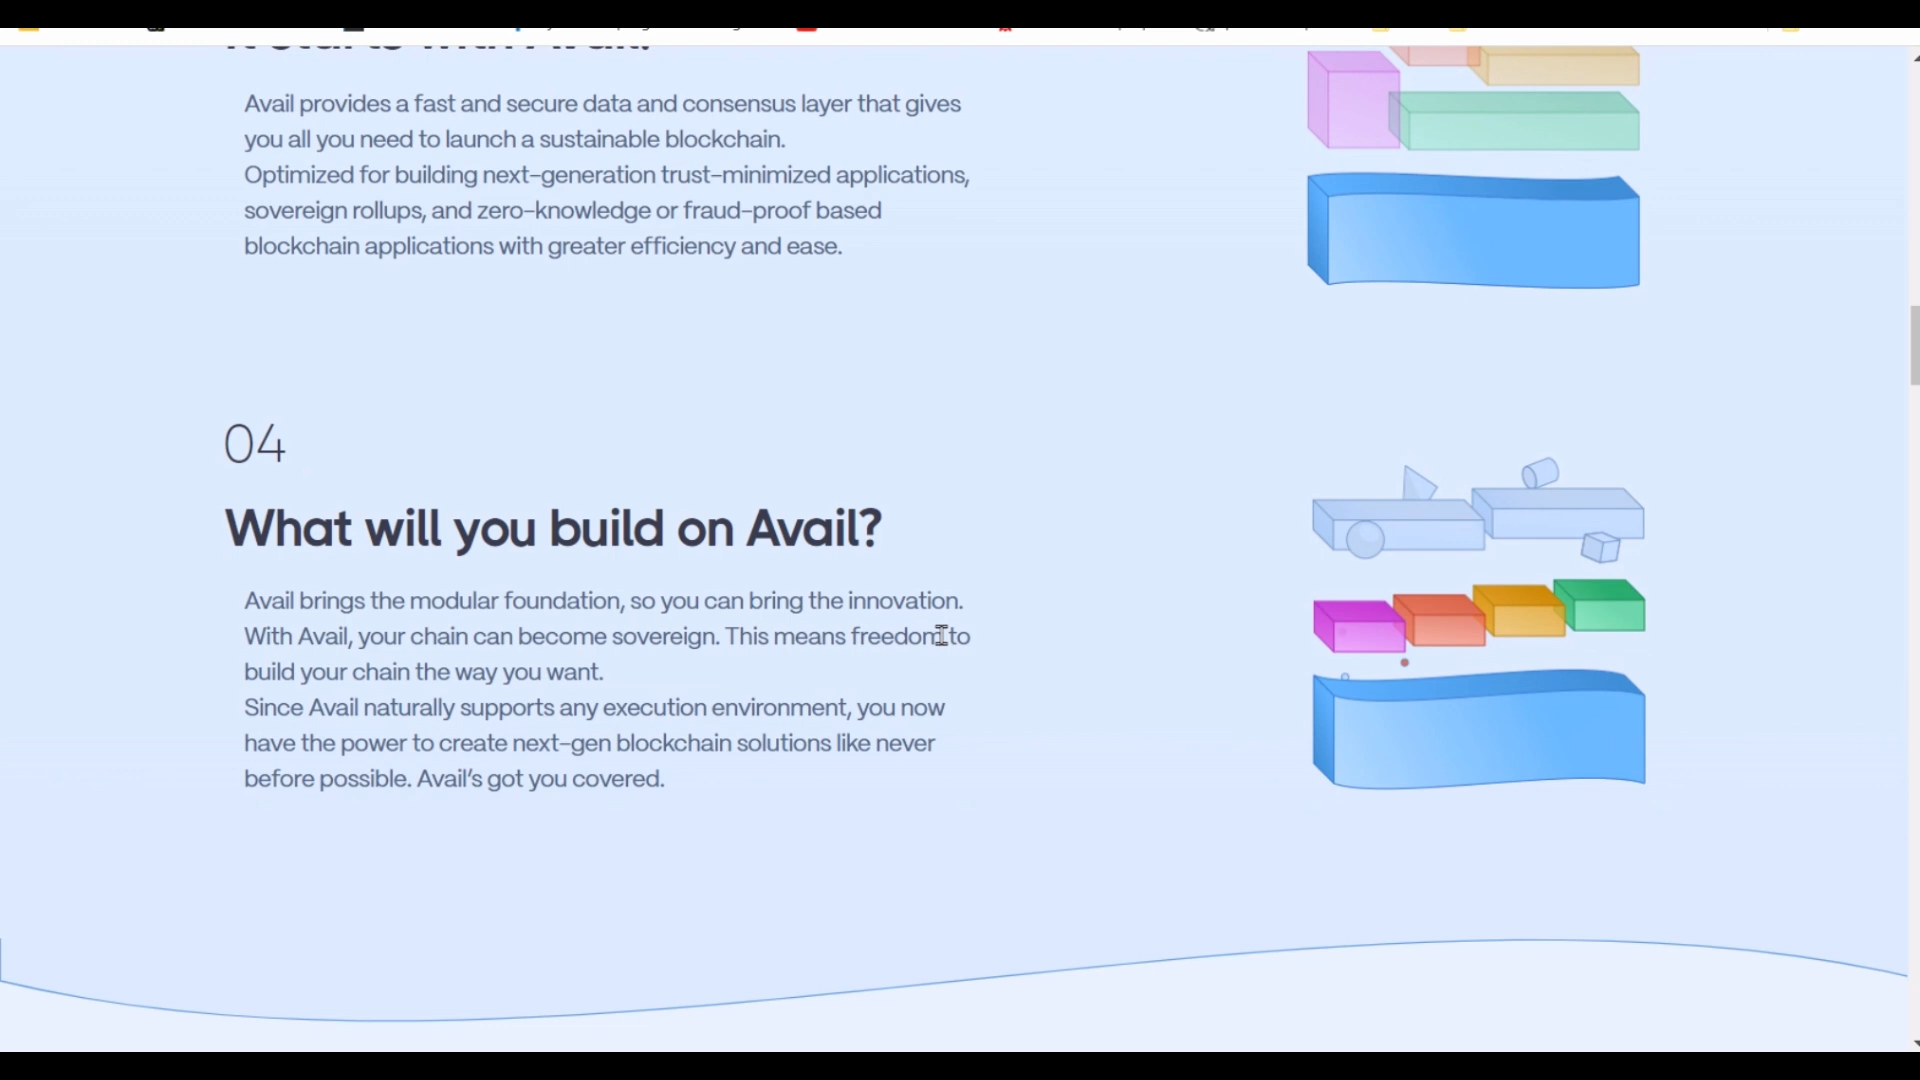 Avail provides a fast and secure data and consensus layer that gives
you all you need to launch a sustainable blockchain.
Optimized for building next-generation trust-minimized applications,
sovereign rollups, and zero-knowledge or fraud-proof based
blockchain applications with greater efficiency and ease.
04
What will you build on Avail?
Avail brings the modular foundation, so you can bring the innovation.
With Avail, your chain can become sovereign. This means freedom to
build your chain the way you want.
Since Avail naturally supports any execution environment, you now
have the power to create next-gen blockchain solutions like never
before possible. Avail's got you covered.